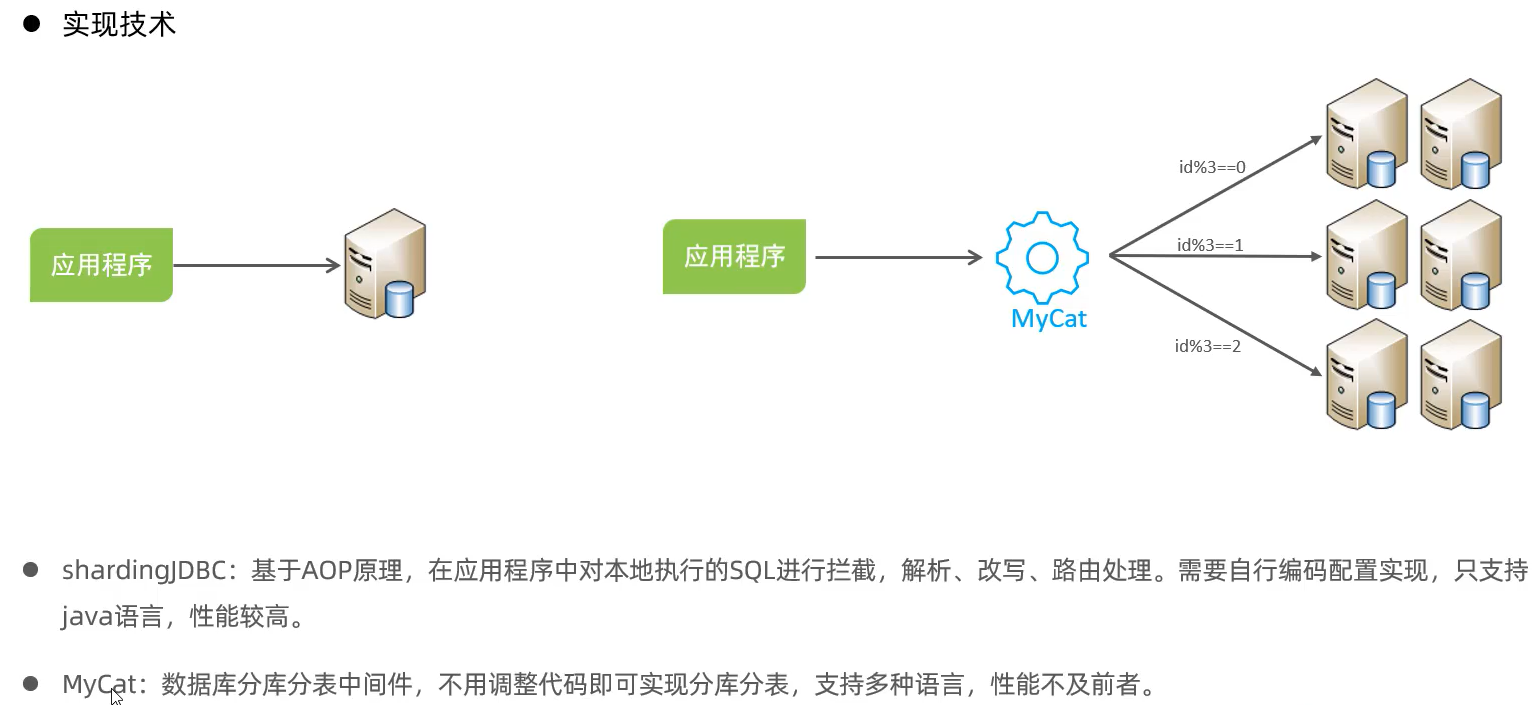 实现技术
应用程序
应用程序
MyCat
id%3==0
id%3==1
id%3==2
shardingJDBC：基于AOP原理，在应用程序中对本地执行的SQL进行拦截，解析、改写、路由处理。需要自行编码配置实现，只支持
java语言，性能较高。
MyCat：数据库分库分表中间件，不用调整代码即可实现分库分表，支持多种语言，性能不及前者。